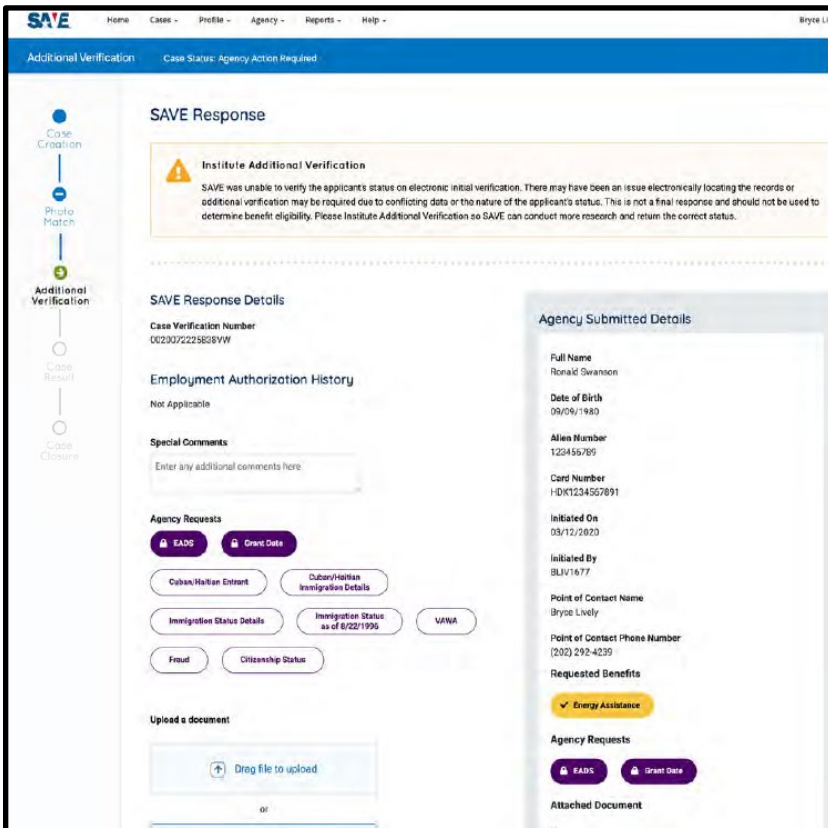 SAVE Home Cases Profile Agency Reports Help
Additional Verification Case Status: Agency Action Required
Case
Creation
Photo
Match
Additional
Verification
Case
Result
Case
Closure
SAVE Response
Institute Additional Verification
SAVE was unable to verify the applicant's status on electronic initial verification. There may have been an issue electronically locating the records or
additional verification may be required due to conflicting data or the nature of the applicant's status. This is not a final response and should not be used to
determine benefit eligibility. Please Institute Additional Verification so SAVE can conduct more research and return the correct status.
SAVE Response Details
Case Verification Number
0020072225838VW
Employment Authorization History
Not Applicable
Special Comments
Enter any additional comments here
Agency Requests
EADS Grant Date
Cuban/Haitian Entrant
Cuban/Haitian
Immigration Details
Immigration Status Details
Immigration Status
as of 8/22/1996
VAWA
Fraud Citizenship Status
Upload a document
Drag file to upload
or
Agency Submitted Details
Full Name
Ronald Swanson
Date of Birth
09/09/1980
Alien Number
123456789
Card Number
HDK1234567891
Initiated On
03/12/2020
Initiated By
BLIV1677
Point of Contact Name
Bryce Lively
Point of Contact Phone Number
(202) 292-4239
Requested Benefits
Energy Assistance
Agency Requests
EADS Grant Date
Attached Document